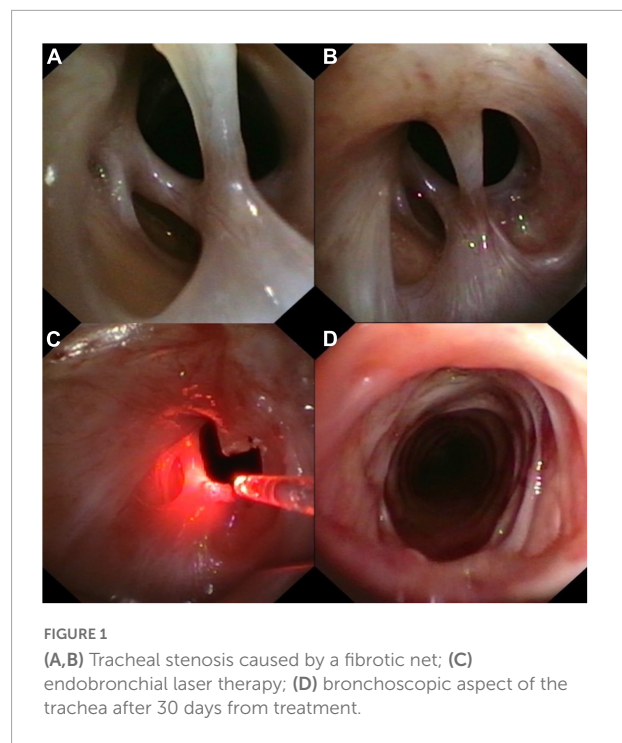 A
B
C
D
FIGURE 1
(A,B) Tracheal stenosis caused by a fibrotic net; (C)
endobronchial laser therapy; (D) bronchoscopic aspect of the
trachea after 30 days from treatment.